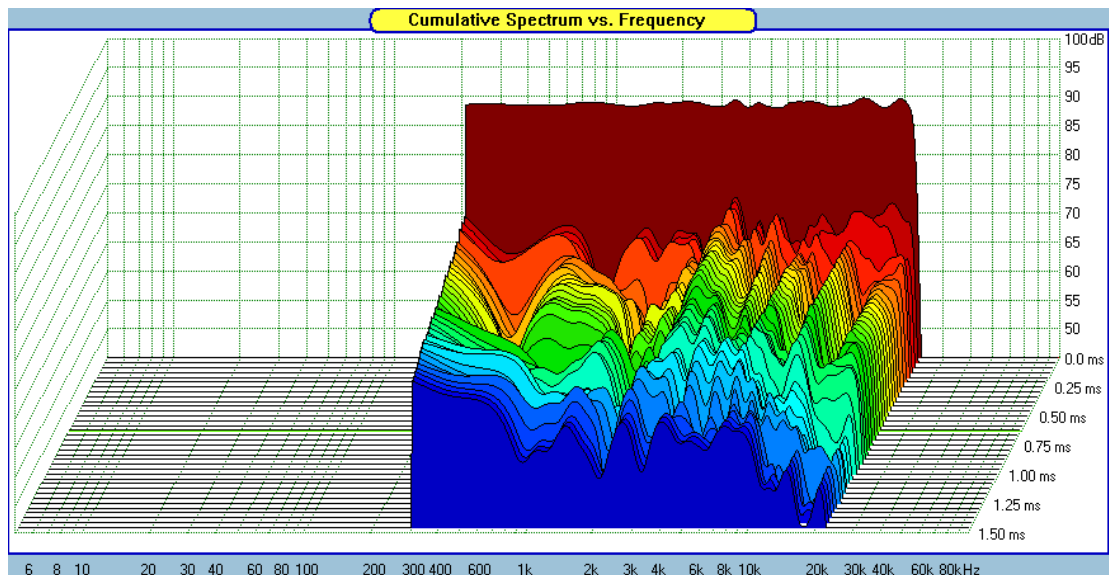 Cumulative Spectrum vs. Frequency
100dB
95
90
85
80
75
70
65
60
55
50
0.0 ms
0.25 ms
0.50 ms
0.75 ms
1.00 ms
1.25 ms
1.50 ms
6 8 10 20 30 40 60 80 100 200 300 400 600 1k 2k 3k 4k 6k 8k 10k 20k 30k 40k 60k 80kHz